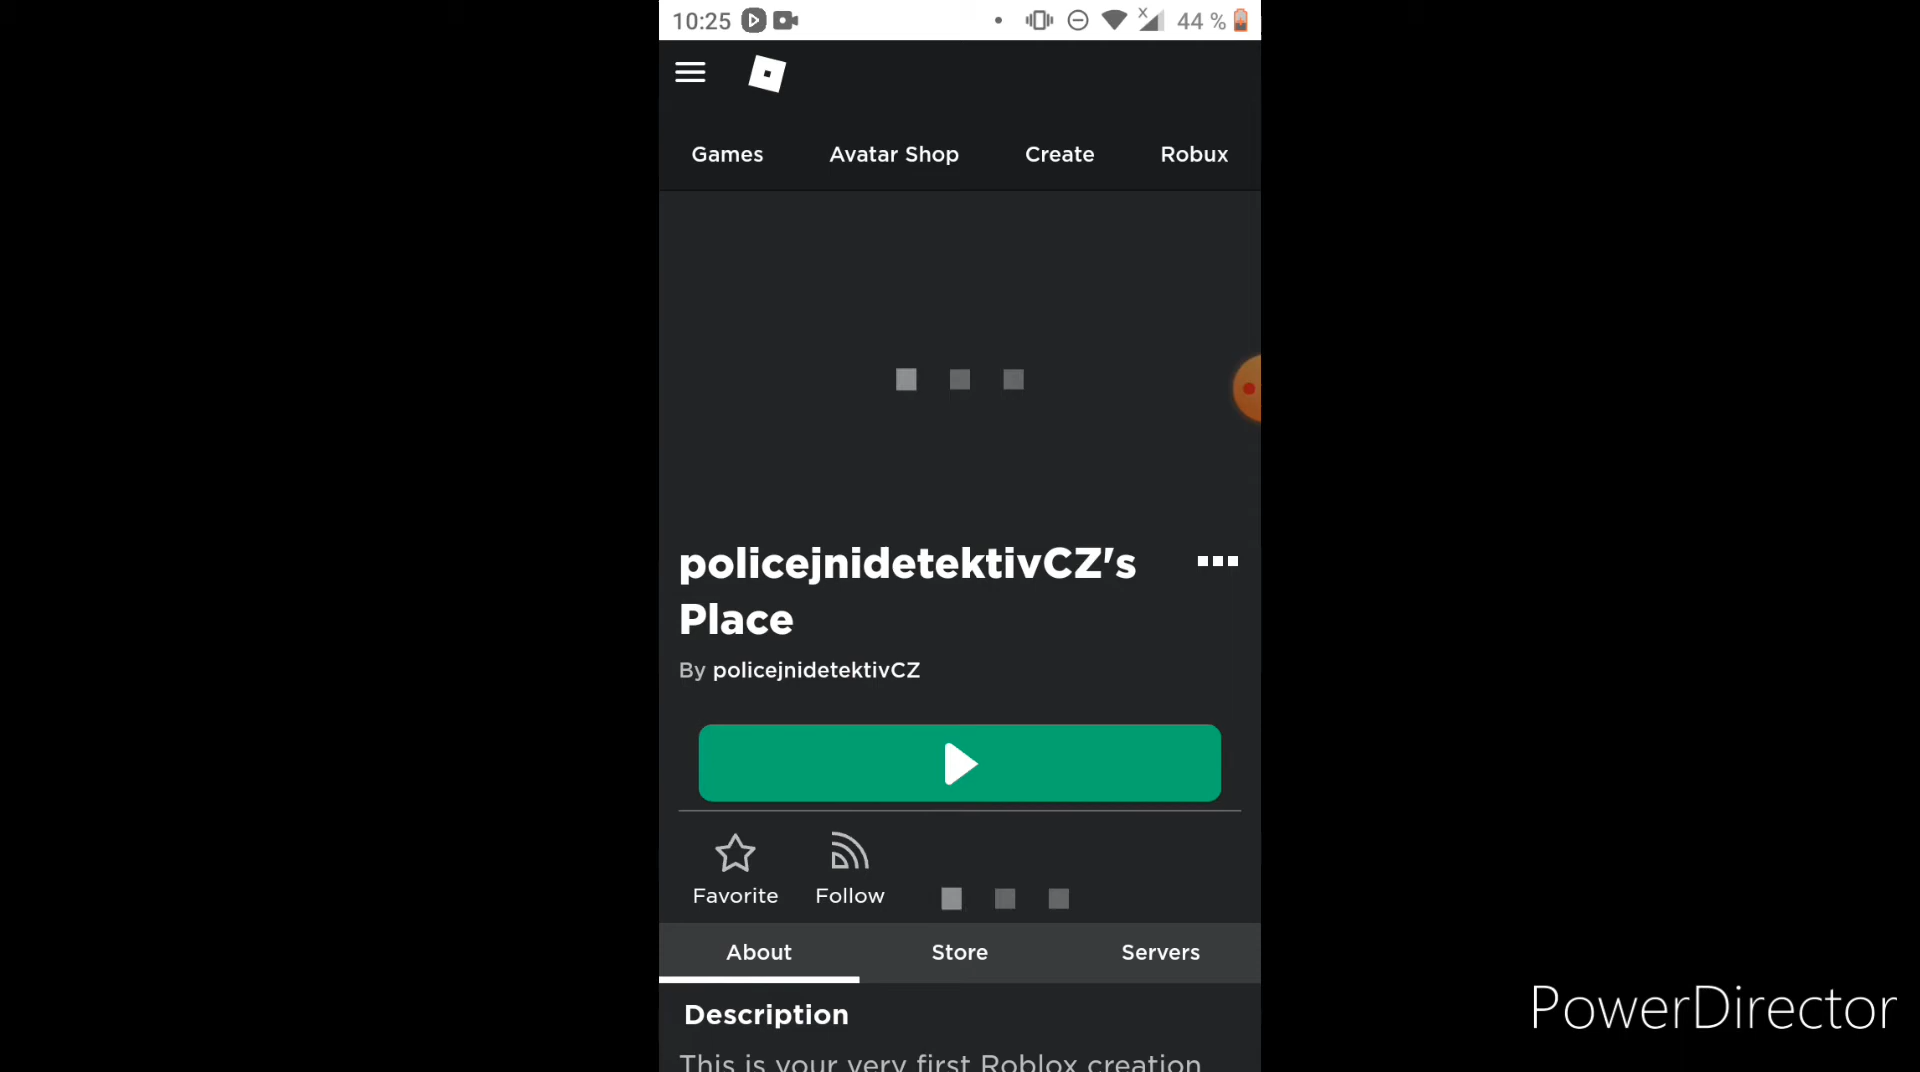 10:25 44 %
Games Avatar Shop Create Robux
policejnidetektivCZ's
Place
By policejnidetektivCZ
Favorite Follow
About Store Servers
Description
This is your very first Roblox creation
PowerDirector